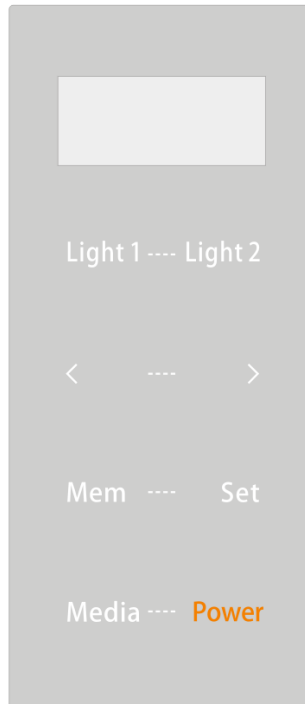 Light 1 ---- Light 2
< ---- >
Mem ---- Set
Media ---- Power